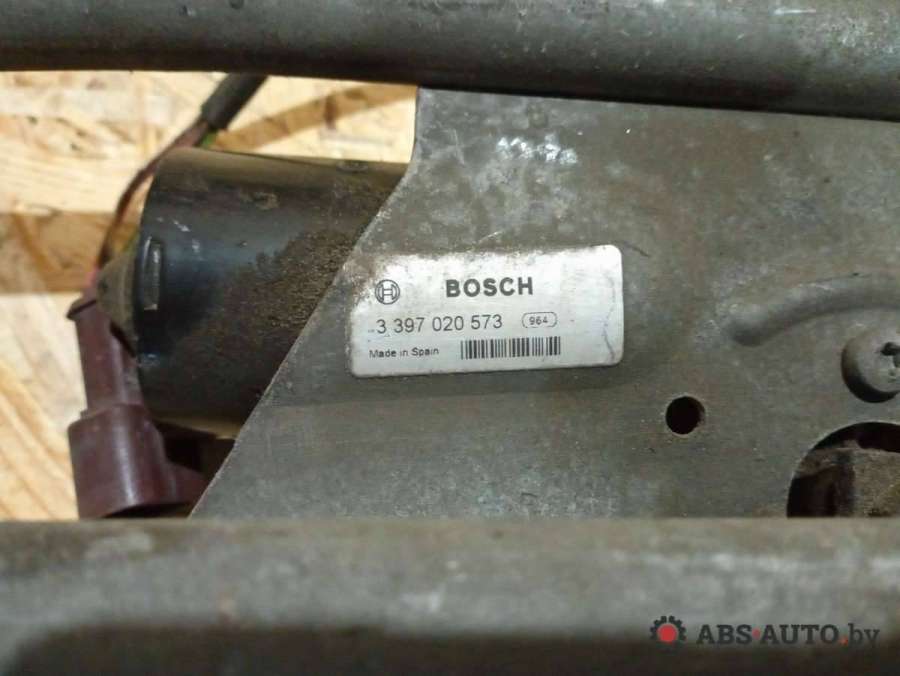 BOSCH
3 397 020 573 964
Made in Spain
ABS-AUTO.by